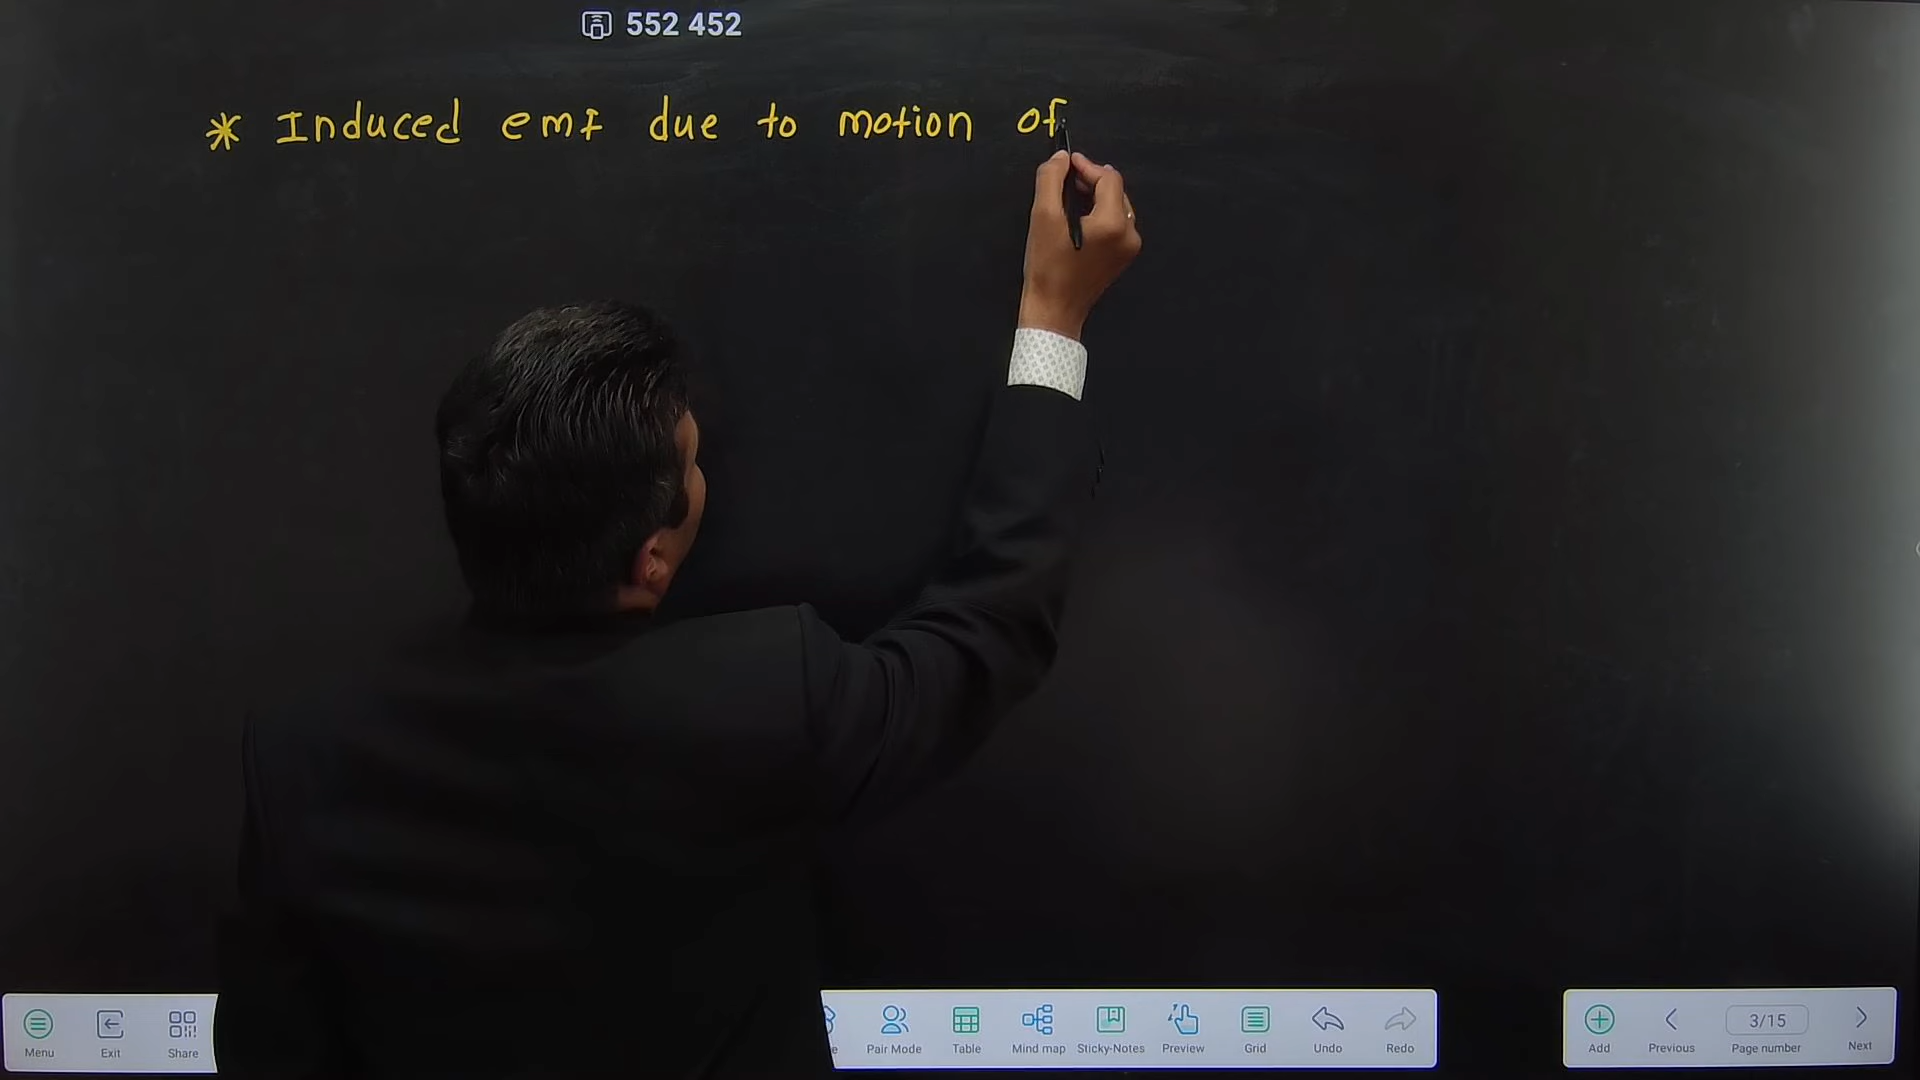 552 452
* Induced emf due to motion of
Menu Exit Share Pair Mode Table Mind map Sticky-Notes Preview Grid Undo Redo Add Previous 3/15 Page number Next